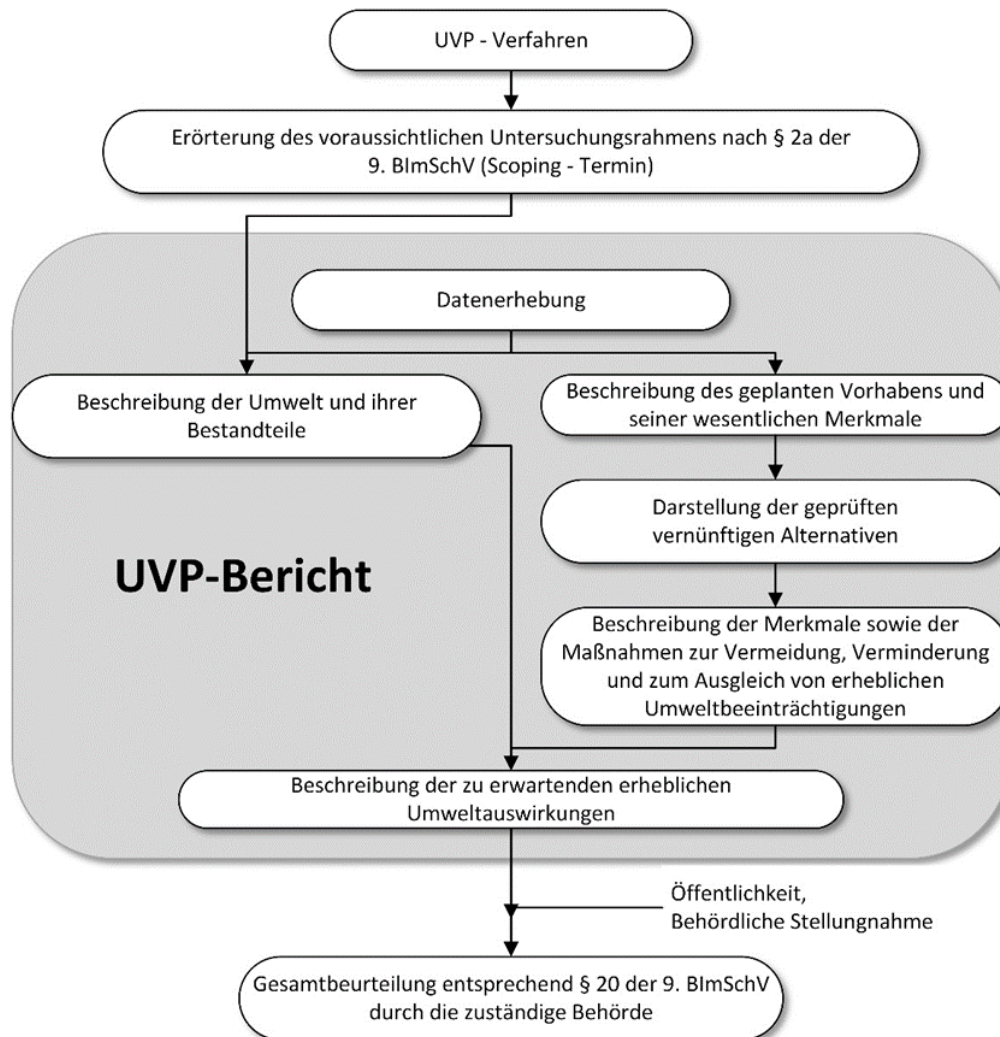 UVP - Verfahren
Erörterung des voraussichtlichen Untersuchungsrahmens nach § 2a der
9. BImSchV (Scoping - Termin)
Datenerhebung
Beschreibung der Umwelt und ihrer
Bestandteile
Beschreibung des geplanten Vorhabens und
seiner wesentlichen Merkmale
Darstellung der geprüften
vernünftigen Alternativen
UVP-Bericht
Beschreibung der Merkmale sowie der
Maßnahmen zur Vermeidung, Verminderung
und zum Ausgleich von erheblichen
Umweltbeeinträchtigungen
Beschreibung der zu erwartenden erheblichen
Umweltauswirkungen
Öffentlichkeit,
Behördliche Stellungnahme
Gesamtbeurteilung entsprechend § 20 der 9. BImSchV
durch die zuständige Behörde